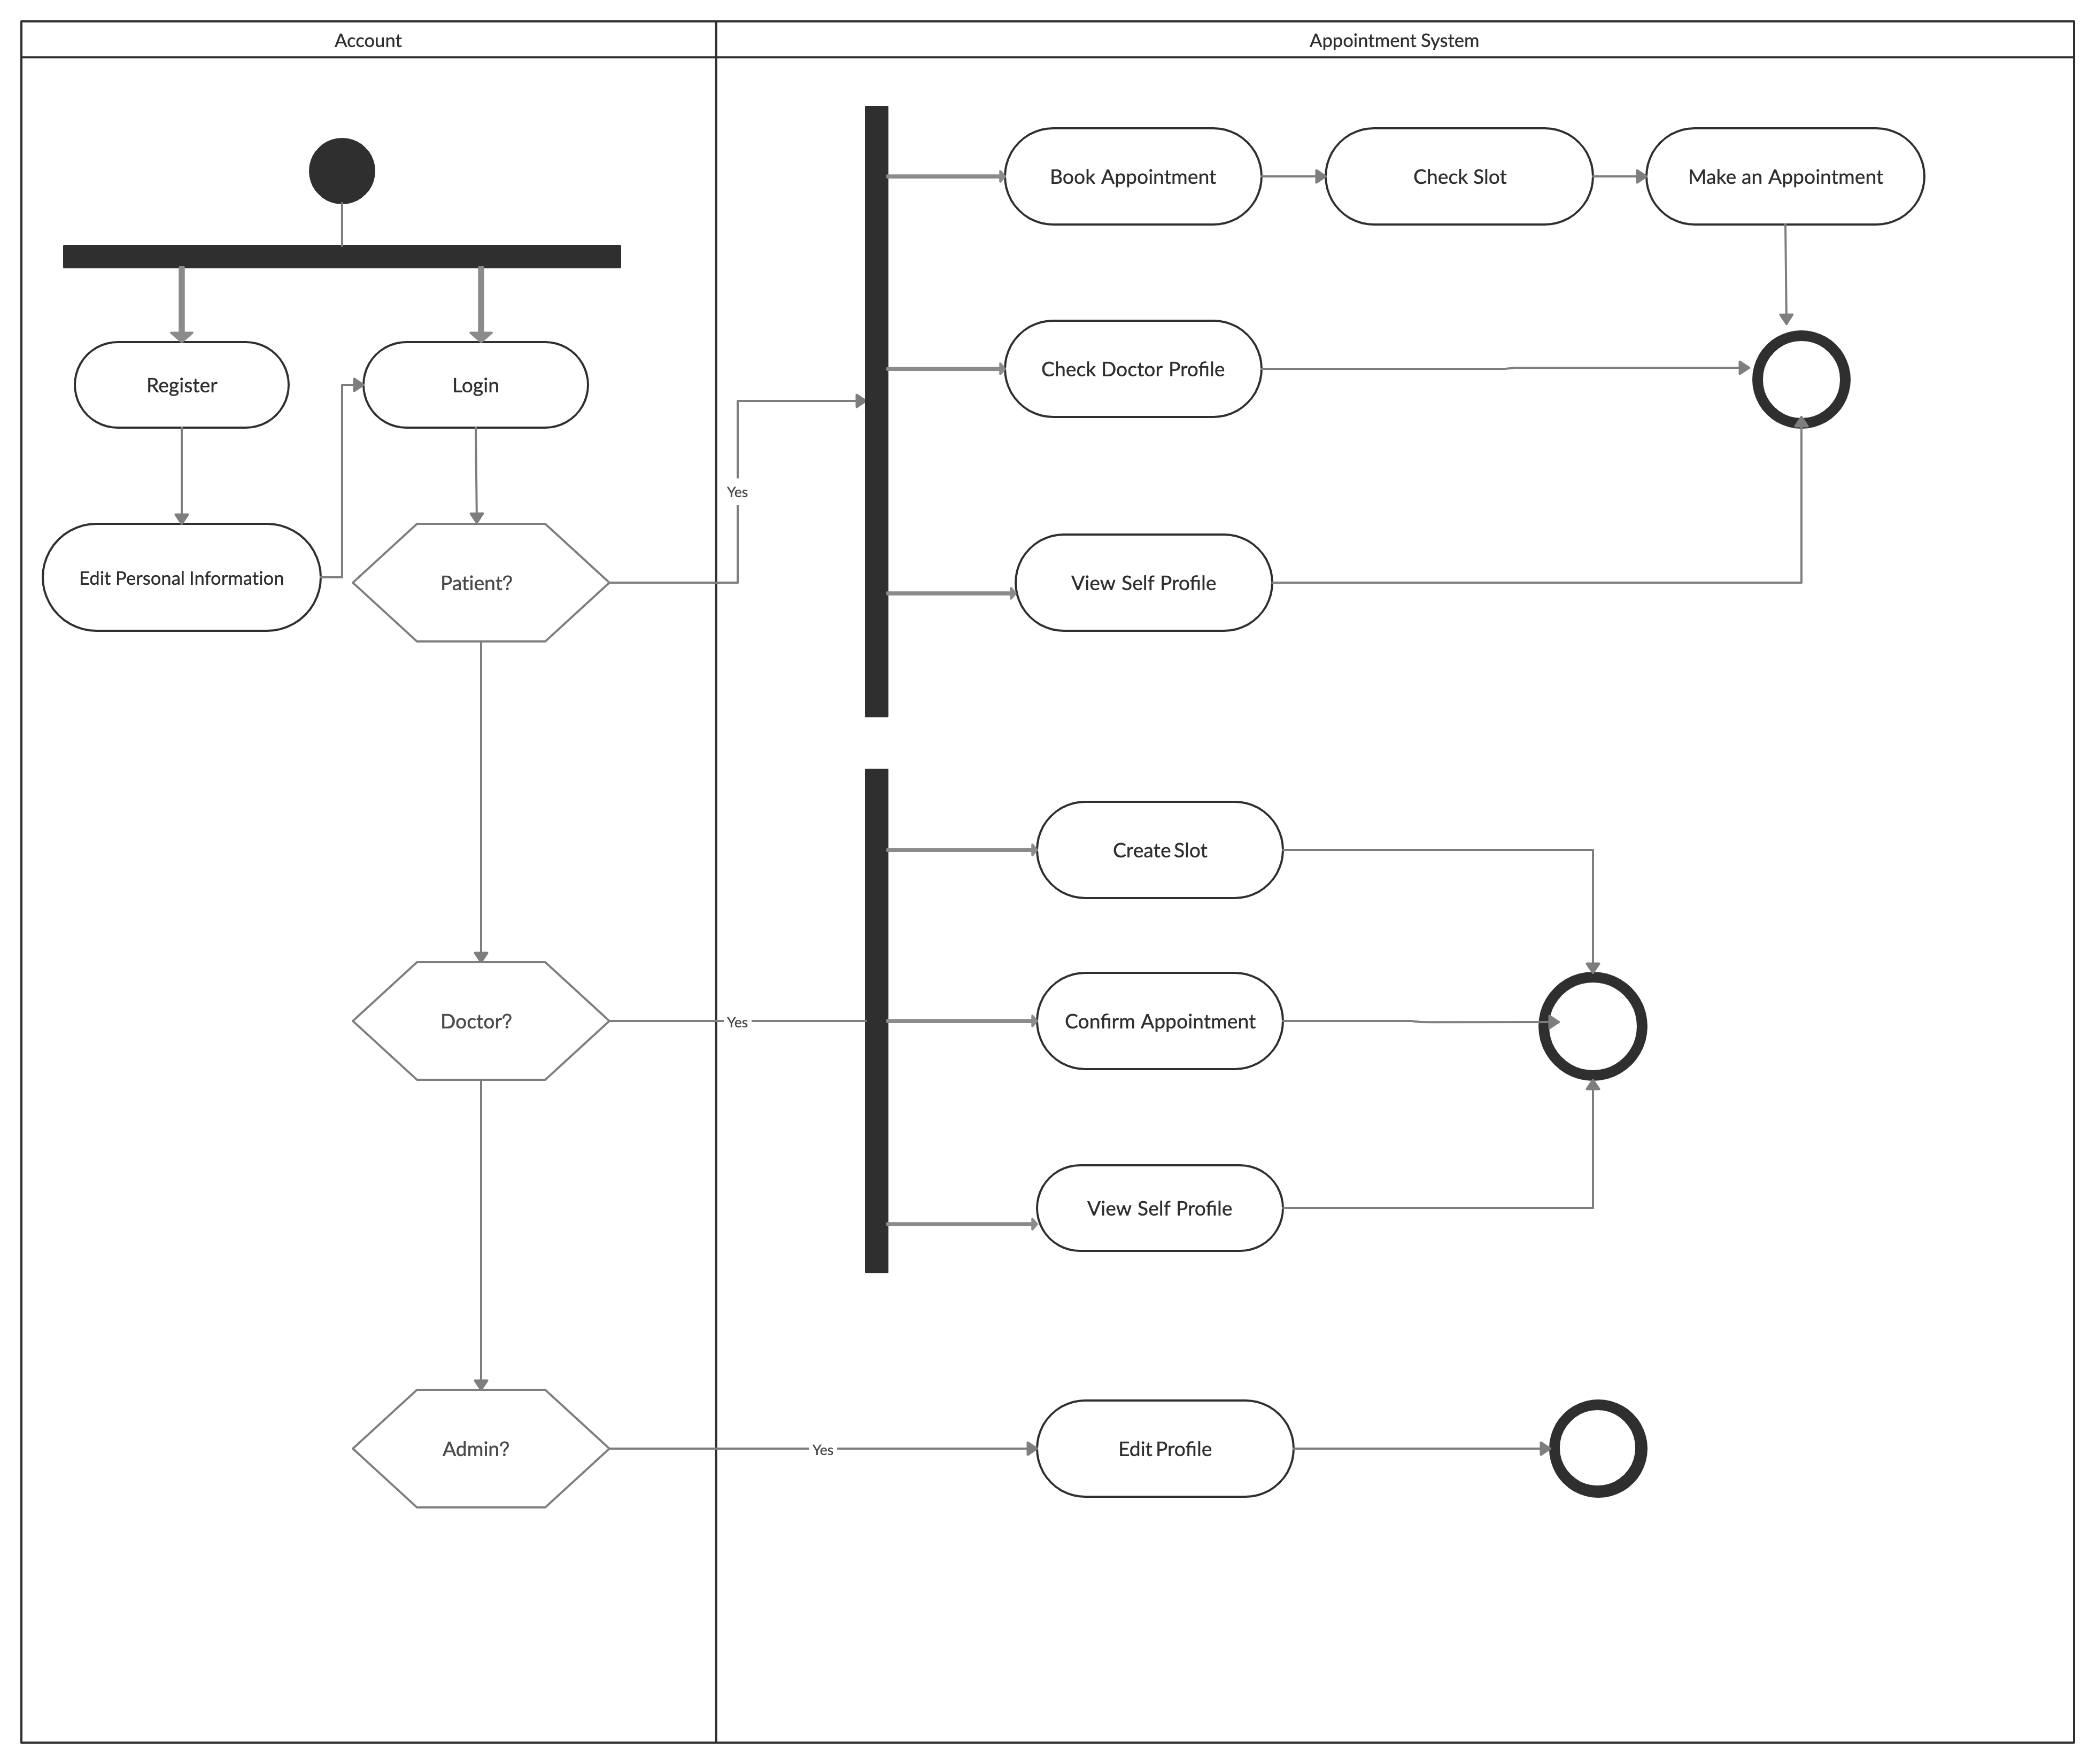 Account
Appointment System
Book Appointment
Check Slot
Make an Appointment
Check Doctor Profile
Register
Login
Yes
Edit Personal Information
Patient?
View Self Profile
Create Slot
Doctor?
Yes
Confirm Appointment
View Self Profile
Admin?
Yes
Edit Profile